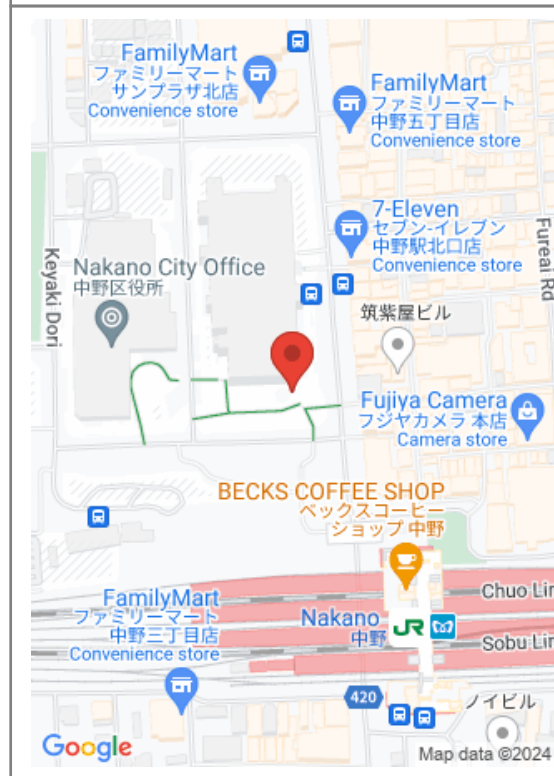 FamilyMart
ファミリーマート
サンプラザ北店
Convenience store
FamilyMart
ファミリーマート
中野五丁目店
Convenience store
7-Eleven
セブン-イレブン
中野駅北口店
Convenience store
Fureai Rd
Keyaki Dori
Nakano City Office
中野区役所
筑紫屋ビル
Fujiya Camera
フジヤカメラ 本店
Camera store
BECKS COFFEE SHOP
ベックスコーヒー
ショップ 中野
Chuo Lin
FamilyMart
ファミリーマート
中野三丁目店
Convenience store
Nakano
中野
JR
Sobu Lin
420
ノイビル
Google
Map data ©2024